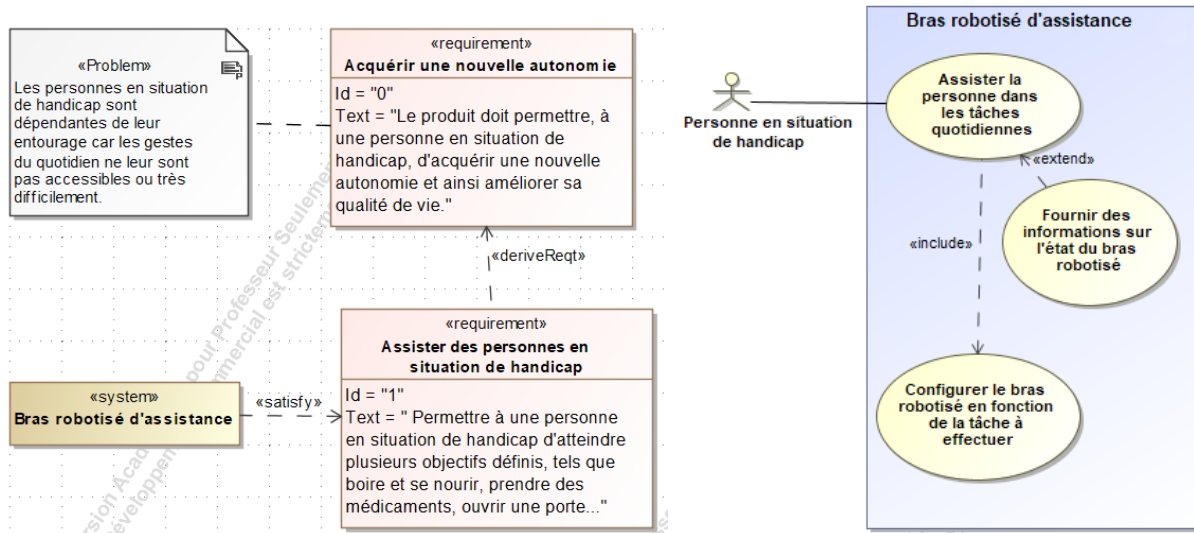 «Problem»
Les personnes en situation
de handicap sont
dépendantes de leur
entourage car les gestes
du quotidien ne leur sont
pas accessibles ou très
difficilement.
«requirement»
Acquérir une nouvelle autonomie
Id = "0"
Text = "Le produit doit permettre, à
une personne en situation de
handicap, d'acquérir une nouvelle
autonomie et ainsi améliorer sa
qualité de vie."
«deriveReqt»
«requirement»
Assister des personnes en
situation de handicap
Id = "1"
Text = " Permettre à une personne
en situation de handicap d'atteindre
plusieurs objectifs définis, tels que
boire et se nourir, prendre des
médicaments, ouvrir une porte..."
«system»
Bras robotisé d'assistance
«satisfy»
pour Professeur Seulement
mmercial est strictem
Bras robotisé d'assistance
Personne en situation
de handicap
Assister la
personne dans
les tâches
quotidiennes
«extend»
Fournir des
informations sur
l'état du bras
robotisé
«include»
Configurer le bras
robotisé en fonction
de la tâche à
effectuer